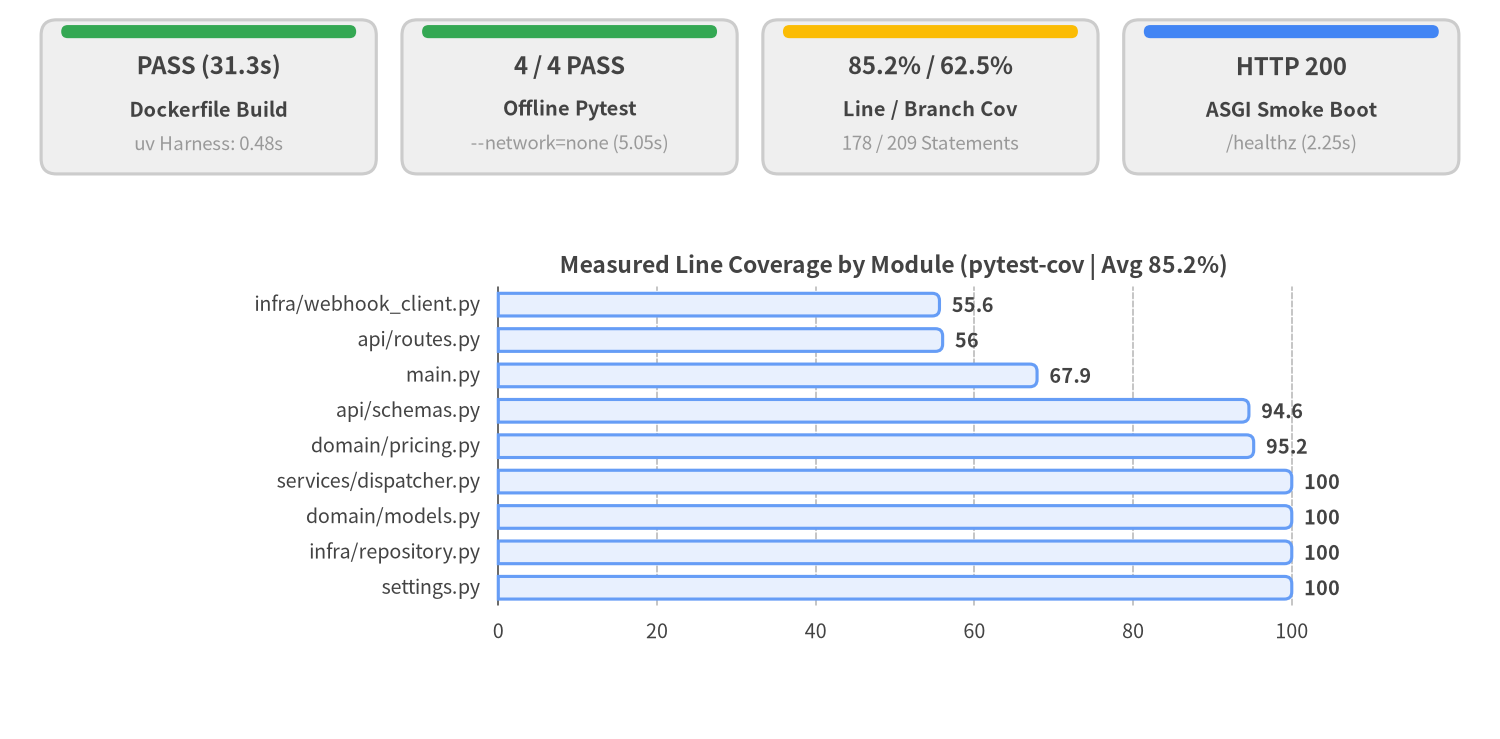 PASS (31.3s)
Dockerfile Build
uv Harness: 0.48s
4 / 4 PASS
Offline Pytest
--network=none (5.05s)
85.2% / 62.5%
Line / Branch Cov
178 / 209 Statements
HTTP 200
ASGI Smoke Boot
/healthz (2.25s)
Measured Line Coverage by Module (pytest-cov | Avg 85.2%)
infra/webhook_client.py 55.6
api/routes.py 56
main.py 67.9
api/schemas.py 94.6
domain/pricing.py 95.2
services/dispatcher.py 100
domain/models.py 100
infra/repository.py 100
settings.py 100
0 20 40 60 80 100